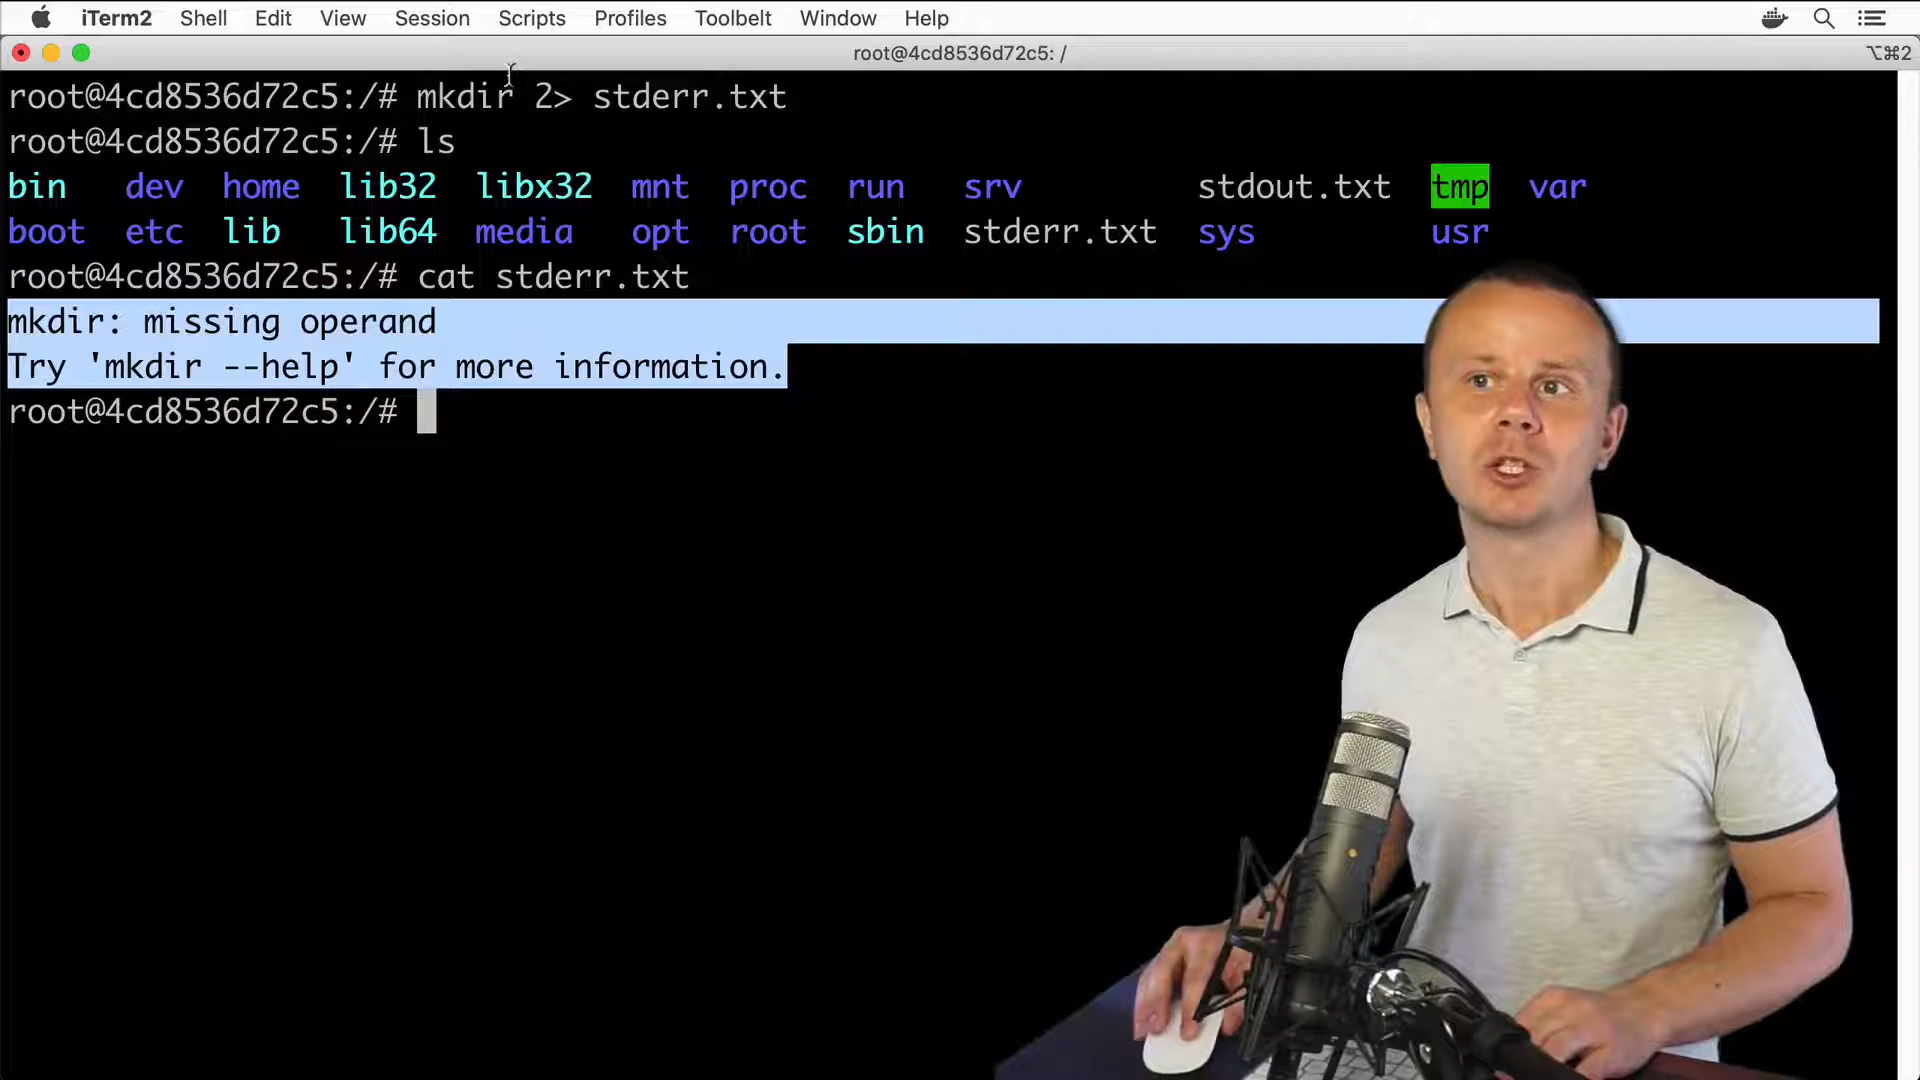 iTerm2 Shell Edit View Session Scripts Profiles Toolbelt Window Help
root@4cd8536d72c5: /
⌥⌘2
root@4cd8536d72c5:/# mkdir 2> stderr.txt
root@4cd8536d72c5:/# ls
bin dev home lib32 libx32 mnt proc run srv stdout.txt tmp var
boot etc lib lib64 media opt root sbin stderr.txt sys usr
root@4cd8536d72c5:/# cat stderr.txt
mkdir: missing operand
Try 'mkdir --help' for more information.
root@4cd8536d72c5:/#